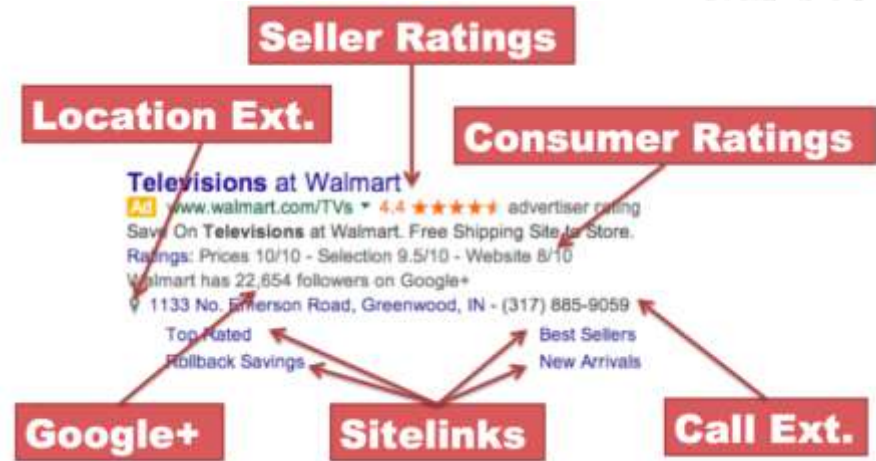 Seller Ratings
Location Ext.
Consumer Ratings
Televisions at Walmart
Ad www.walmart.com/TVs 4.4 ★★★★★ advertiser rating
Save On Televisions at Walmart. Free Shipping Site to Store.
Ratings: Prices 10/10 - Selection 9.5/10 - Website 8/10
Walmart has 22,654 followers on Google+
1133 No. Emerson Road, Greenwood, IN - (317) 885-9059
Top Rated Best Sellers
Rollback Savings New Arrivals
Google+ Sitelinks Call Ext.